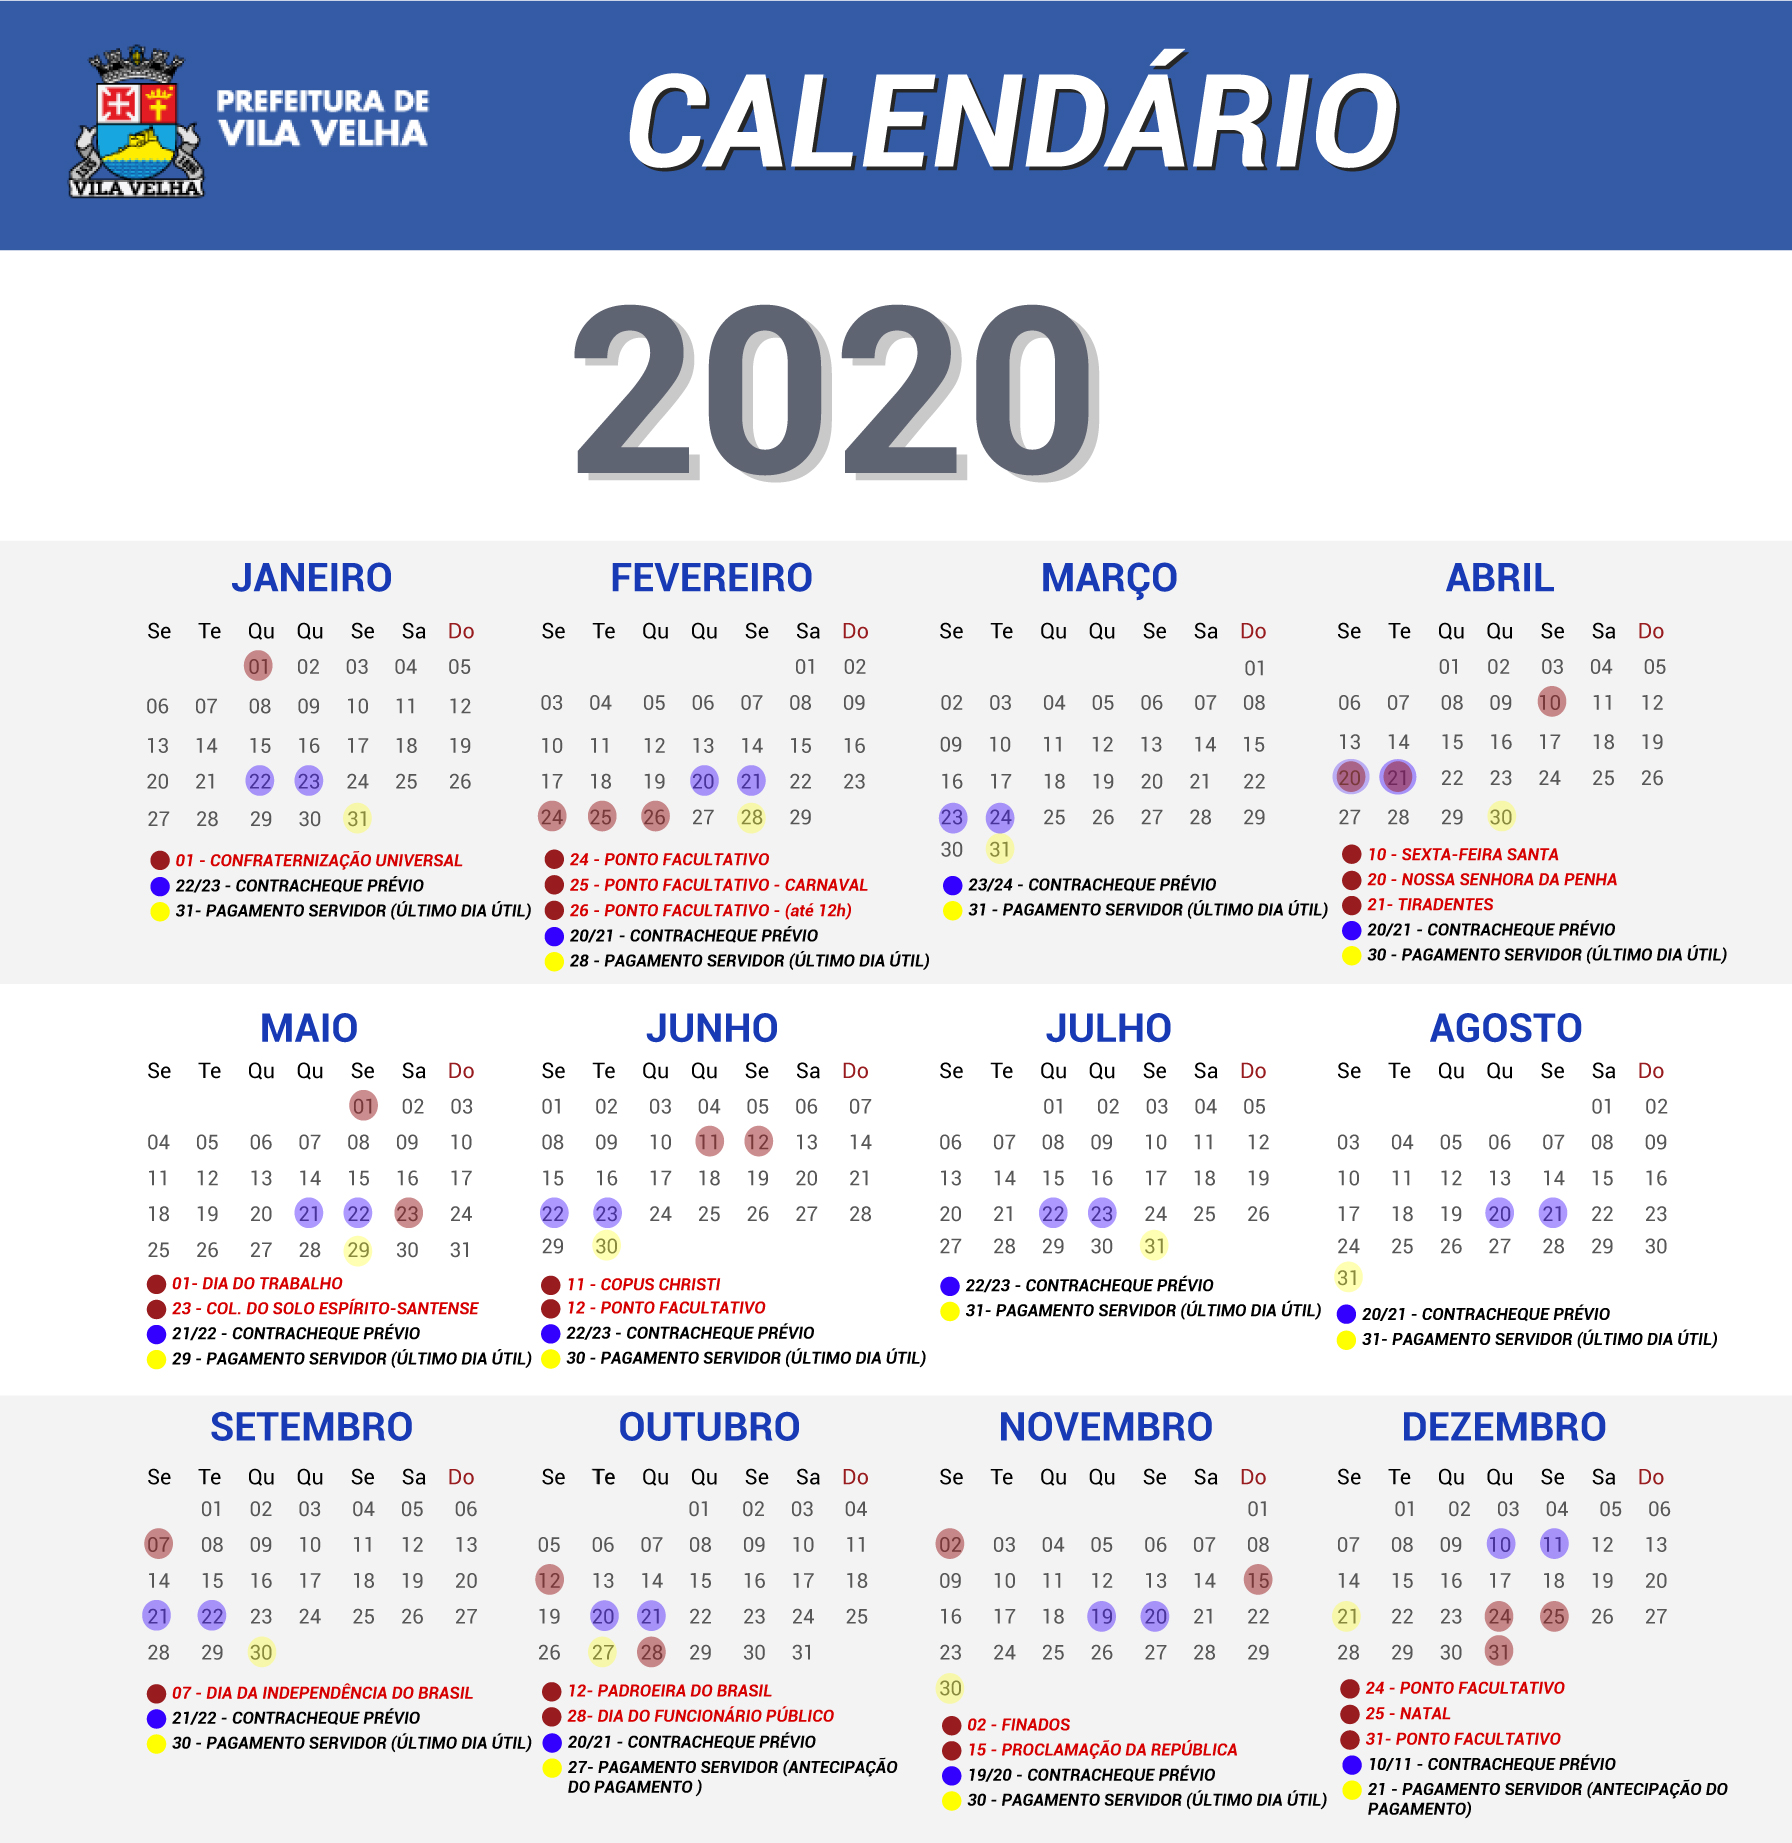 PREFEITURA DE
VILA VELHA
VILA VELHA
CALENDÁRIO
2020
JANEIRO
Se Te Qu Qu Se Sa Do
01 02 03 04 05
06 07 08 09 10 11 12
13 14 15 16 17 18 19
20 21 22 23 24 25 26
27 28 29 30 31
01 - CONFRATERNIZAÇÃO UNIVERSAL
22/23 - CONTRACHEQUE PRÉVIO
31- PAGAMENTO SERVIDOR (ÚLTIMO DIA ÚTIL)
FEVEREIRO
Se Te Qu Qu Se Sa Do
01 02
03 04 05 06 07 08 09
10 11 12 13 14 15 16
17 18 19 20 21 22 23
24 25 26 27 28 29
24 - PONTO FACULTATIVO
25 - PONTO FACULTATIVO - CARNAVAL
26 - PONTO FACULTATIVO - (até 12h)
20/21 - CONTRACHEQUE PRÉVIO
28 - PAGAMENTO SERVIDOR (ÚLTIMO DIA ÚTIL)
MARÇO
Se Te Qu Qu Se Sa Do
01
02 03 04 05 06 07 08
09 10 11 12 13 14 15
16 17 18 19 20 21 22
23 24 25 26 27 28 29
30 31
23/24 - CONTRACHEQUE PRÉVIO
31 - PAGAMENTO SERVIDOR (ÚLTIMO DIA ÚTIL)
ABRIL
Se Te Qu Qu Se Sa Do
01 02 03 04 05
06 07 08 09 10 11 12
13 14 15 16 17 18 19
20 21 22 23 24 25 26
27 28 29 30
10 - SEXTA-FEIRA SANTA
20 - NOSSA SENHORA DA PENHA
21- TIRADENTES
20/21 - CONTRACHEQUE PRÉVIO
30 - PAGAMENTO SERVIDOR (ÚLTIMO DIA ÚTIL)
MAIO
Se Te Qu Qu Se Sa Do
01 02 03
04 05 06 07 08 09 10
11 12 13 14 15 16 17
18 19 20 21 22 23 24
25 26 27 28 29 30 31
01- DIA DO TRABALHO
23 - COL. DO SOLO ESPÍRITO-SANTENSE
21/22 - CONTRACHEQUE PRÉVIO
29 - PAGAMENTO SERVIDOR (ÚLTIMO DIA ÚTIL)
JUNHO
Se Te Qu Qu Se Sa Do
01 02 03 04 05 06 07
08 09 10 11 12 13 14
15 16 17 18 19 20 21
22 23 24 25 26 27 28
29 30
11 - COPUS CHRISTI
12 - PONTO FACULTATIVO
22/23 - CONTRACHEQUE PRÉVIO
30 - PAGAMENTO SERVIDOR (ÚLTIMO DIA ÚTIL)
JULHO
Se Te Qu Qu Se Sa Do
01 02 03 04 05
06 07 08 09 10 11 12
13 14 15 16 17 18 19
20 21 22 23 24 25 26
27 28 29 30 31
22/23 - CONTRACHEQUE PRÉVIO
31- PAGAMENTO SERVIDOR (ÚLTIMO DIA ÚTIL)
AGOSTO
Se Te Qu Qu Se Sa Do
01 02
03 04 05 06 07 08 09
10 11 12 13 14 15 16
17 18 19 20 21 22 23
24 25 26 27 28 29 30
31
20/21 - CONTRACHEQUE PRÉVIO
31- PAGAMENTO SERVIDOR (ÚLTIMO DIA ÚTIL)
SETEMBRO
Se Te Qu Qu Se Sa Do
01 02 03 04 05 06
07 08 09 10 11 12 13
14 15 16 17 18 19 20
21 22 23 24 25 26 27
28 29 30
07 - DIA DA INDEPENDÊNCIA DO BRASIL
21/22 - CONTRACHEQUE PRÉVIO
30 - PAGAMENTO SERVIDOR (ÚLTIMO DIA ÚTIL)
OUTUBRO
Se Te Qu Qu Se Sa Do
01 02 03 04
05 06 07 08 09 10 11
12 13 14 15 16 17 18
19 20 21 22 23 24 25
26 27 28 29 30 31
12- PADROEIRA DO BRASIL
28- DIA DO FUNCIONÁRIO PÚBLICO
20/21 - CONTRACHEQUE PRÉVIO
27- PAGAMENTO SERVIDOR (ANTECIPAÇÃO
DO PAGAMENTO )
NOVEMBRO
Se Te Qu Qu Se Sa Do
01
02 03 04 05 06 07 08
09 10 11 12 13 14 15
16 17 18 19 20 21 22
23 24 25 26 27 28 29
30
02 - FINADOS
15 - PROCLAMAÇÃO DA REPÚBLICA
19/20 - CONTRACHEQUE PRÉVIO
30 - PAGAMENTO SERVIDOR (ÚLTIMO DIA ÚTIL)
DEZEMBRO
Se Te Qu Qu Se Sa Do
01 02 03 04 05 06
07 08 09 10 11 12 13
14 15 16 17 18 19 20
21 22 23 24 25 26 27
28 29 30 31
24 - PONTO FACULTATIVO
25 - NATAL
31- PONTO FACULTATIVO
10/11 - CONTRACHEQUE PRÉVIO
21 - PAGAMENTO SERVIDOR (ANTECIPAÇÃO DO
PAGAMENTO)